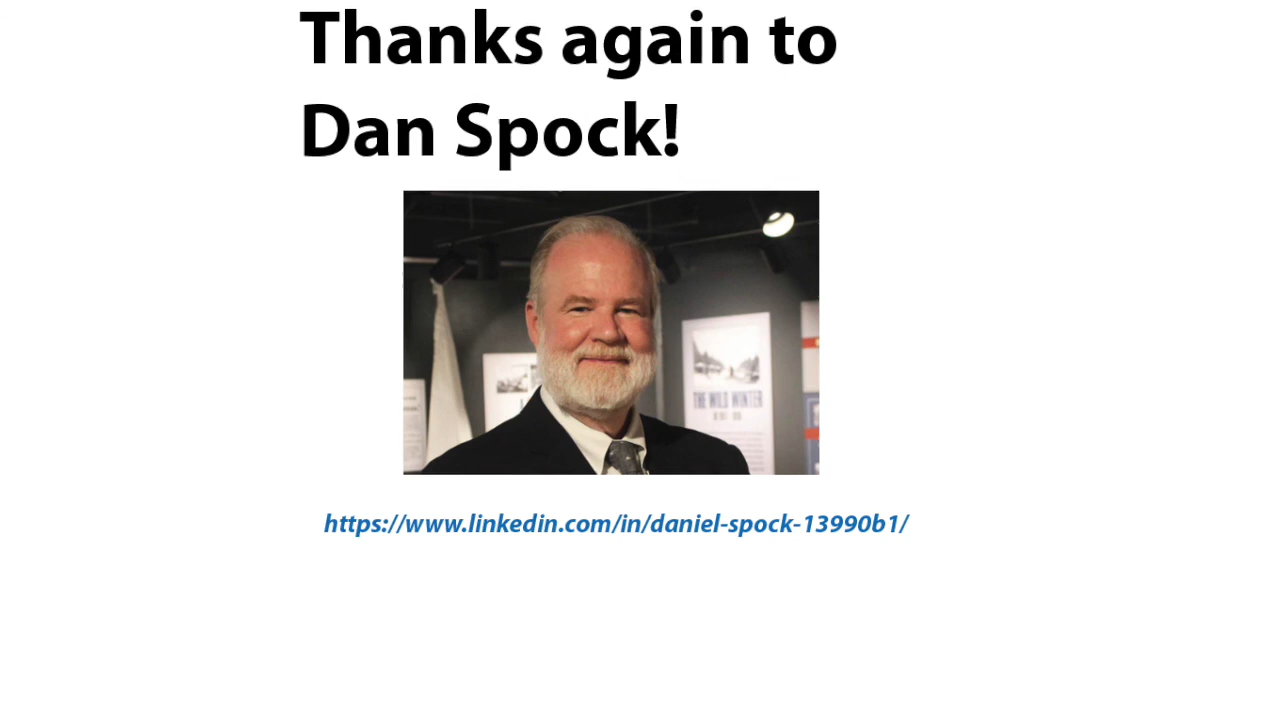 Thanks again to
Dan Spock!
THE WILD WINTER
https://www.linkedin.com/in/daniel-spock-13990b1/